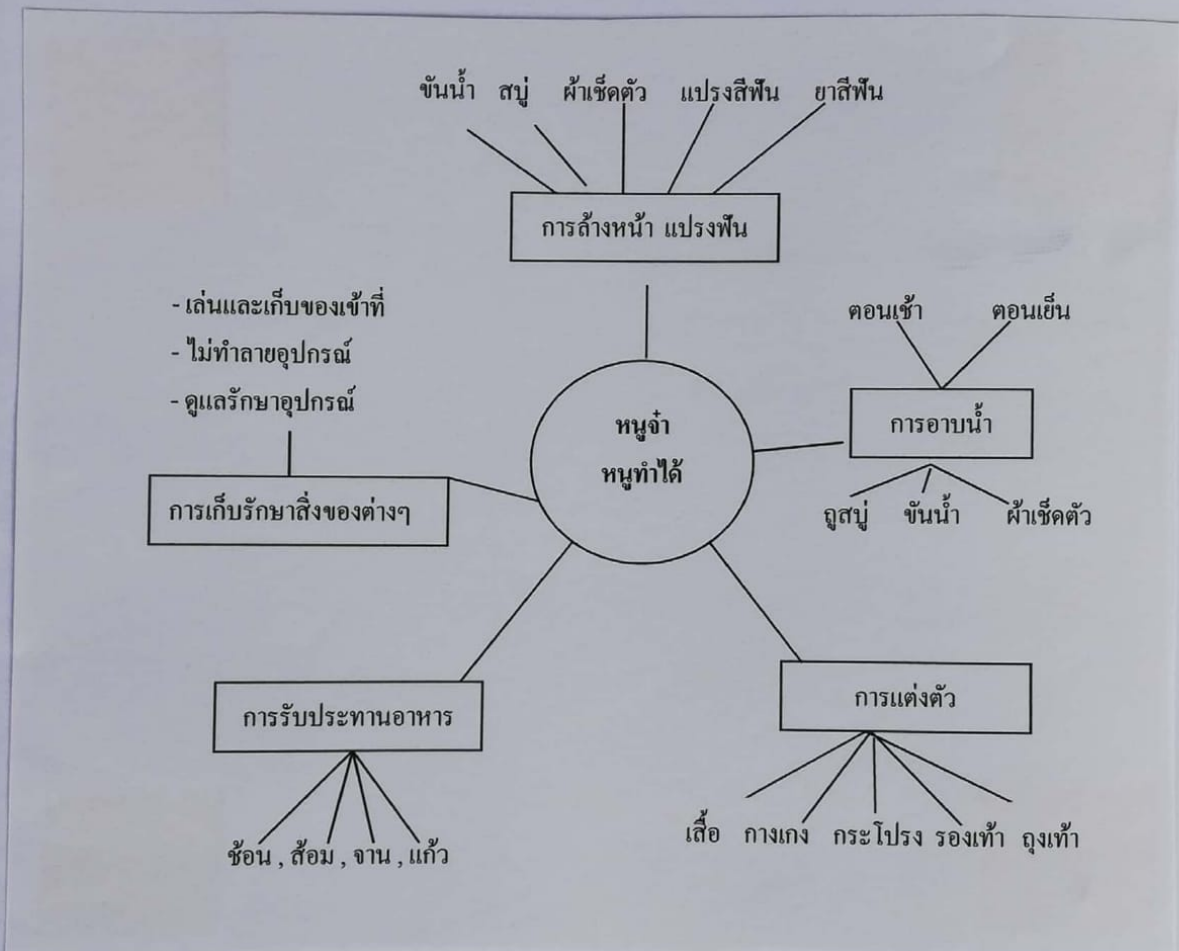 ขันน้ำ สบู่ ผ้าเช็ดตัว แปรงสีฟัน ยาสีฟัน
การล้างหน้า แปรงฟัน
- เล่นและเก็บของเข้าที่
- ไม่ทำลายอุปกรณ์
- ดูแลรักษาอุปกรณ์
การเก็บรักษาสิ่งของต่างๆ
หนูจ๋า
หนูทำได้
ตอนเช้า ตอนเย็น
การอาบน้ำ
ถูสบู่ ขันน้ำ ผ้าเช็ดตัว
การรับประทานอาหาร
ช้อน , ส้อม , จาน , แก้ว
การแต่งตัว
เสื้อ กางเกง กระโปรง รองเท้า ถุงเท้า